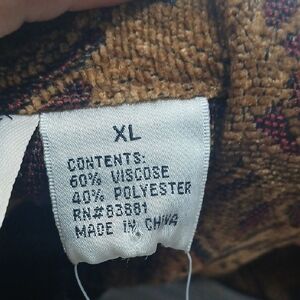 XL
CONTENTS:
60% VISCOSE
40% POLYESTER
RN#83881
MADE IN CHINA